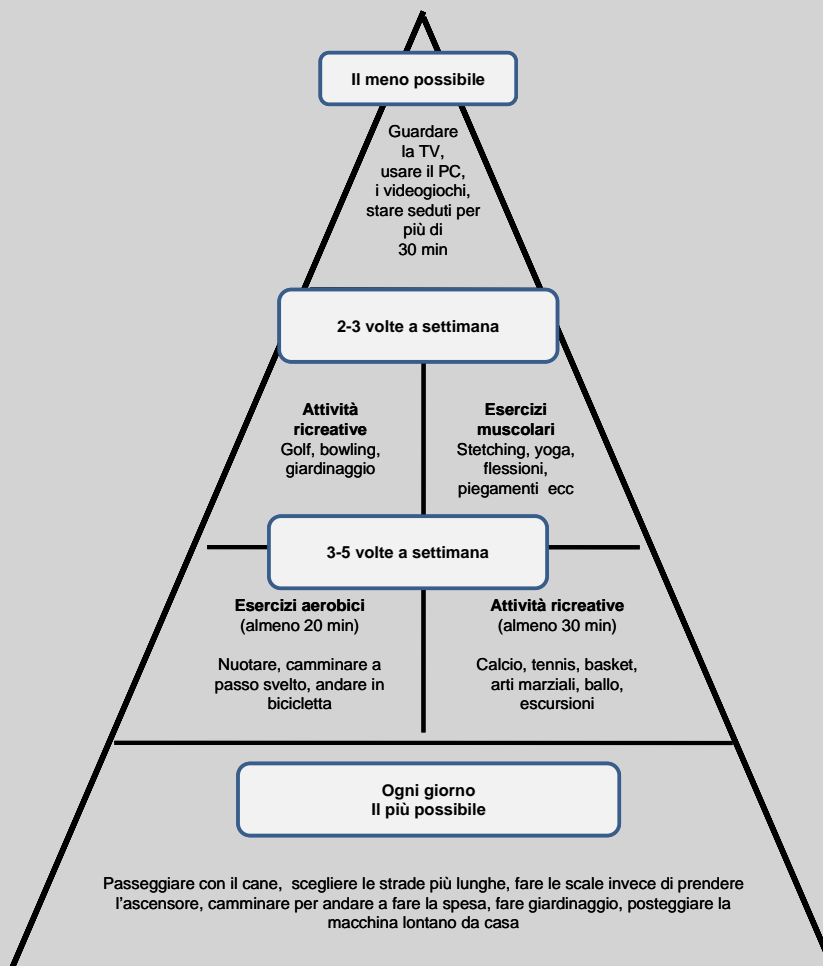 Il meno possibile
Guardare
la TV,
usare il PC,
i videogiochi,
stare seduti per
più di
30 min
2-3 volte a settimana
Attività
ricreative
Golf, bowling,
giardinaggio
Esercizi
muscolari
Stetching, yoga,
flessioni,
piegamenti ecc
3-5 volte a settimana
Esercizi aerobici
(almeno 20 min)
Nuotare, camminare a
passo svelto, andare in
bicicletta
Attività ricreative
(almeno 30 min)
Calcio, tennis, basket,
arti marziali, ballo,
escursioni
Ogni giorno
Il più possibile
Passeggiare con il cane, scegliere le strade più lunghe, fare le scale invece di prendere
l'ascensore, camminare per andare a fare la spesa, fare giardinaggio, posteggiare la
macchina lontano da casa